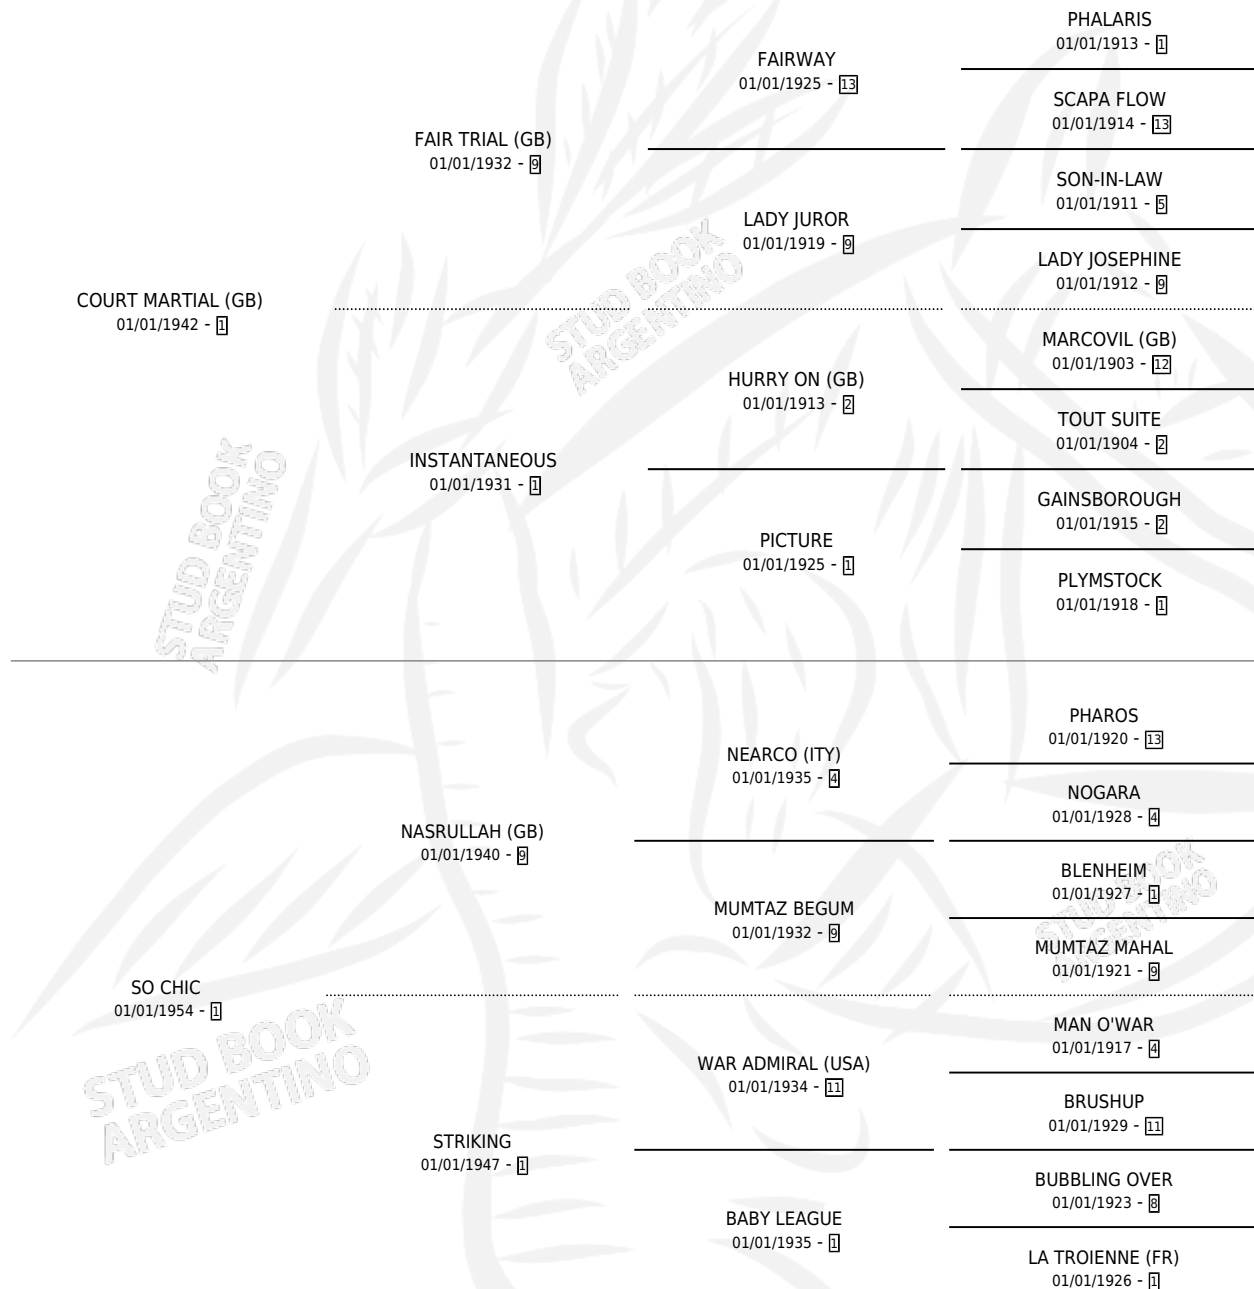 PHALARIS
01/01/1913 - 1
FAIRWAY
01/01/1925 - 13
SCAPA FLOW
01/01/1914 - 13
FAIR TRIAL (GB)
01/01/1932 - 9
SON-IN-LAW
01/01/1911 - 5
LADY JUROR
01/01/1919 - 9
LADY JOSEPHINE
01/01/1912 - 9
COURT MARTIAL (GB)
01/01/1942 - 1
MARCOVIL (GB)
01/01/1903 - 12
HURRY ON (GB)
01/01/1913 - 2
TOUT SUITE
01/01/1904 - 2
INSTANTANEOUS
01/01/1931 - 1
GAINSBOROUGH
01/01/1915 - 2
PICTURE
01/01/1925 - 1
PLYMSTOCK
01/01/1918 - 1
PHAROS
01/01/1920 - 13
NEARCO (ITY)
01/01/1935 - 4
NOGARA
01/01/1928 - 4
NASRULLAH (GB)
01/01/1940 - 9
BLENHEIM
01/01/1927 - 1
MUMTAZ BEGUM
01/01/1932 - 9
MUMTAZ MAHAL
01/01/1921 - 9
SO CHIC
01/01/1954 - 1
MAN O'WAR
01/01/1917 - 4
WAR ADMIRAL (USA)
01/01/1934 - 11
BRUSHUP
01/01/1929 - 11
STRIKING
01/01/1947 - 1
BUBBLING OVER
01/01/1923 - 8
BABY LEAGUE
01/01/1935 - 1
LA TROIENNE (FR)
01/01/1926 - 1
STUD BOOK
ARGENTINO
STUD BOOK
ARGENTINO
STUD BOOK
ARGENTINO
STUD BOOK
ARGENTINO